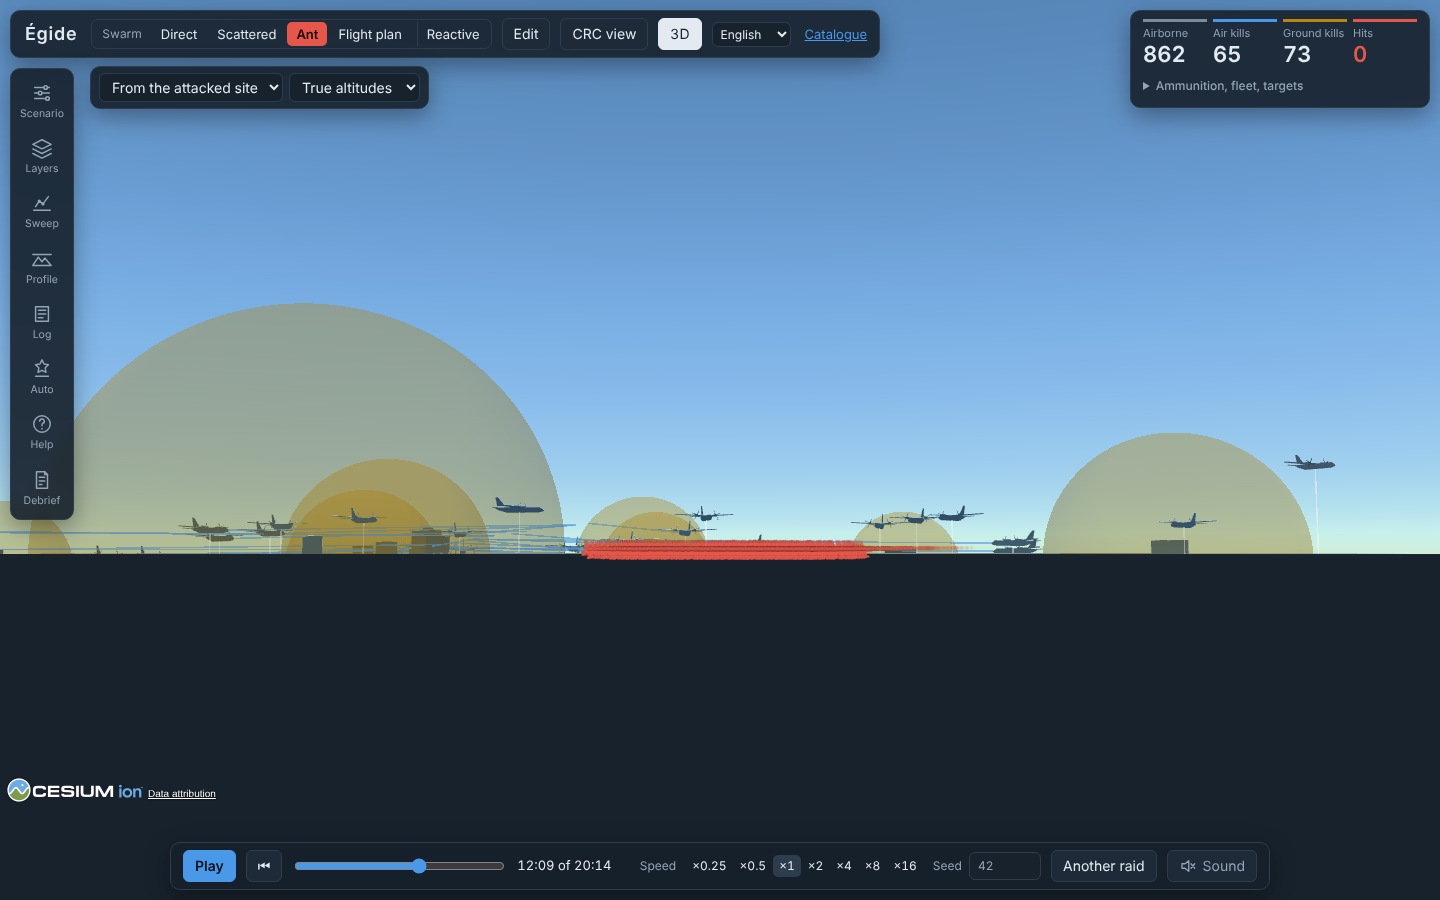 Égide Swarm Direct Scattered Ant Flight plan Reactive Edit CRC view 3D English Catalogue
From the attacked site True altitudes
Airborne Air kills Ground kills Hits
862 65 73 0
Ammunition, fleet, targets
Scenario
Layers
Sweep
Profile
Log
Auto
Help
Debrief
CESIUM ion Data attribution
Play 12:09 of 20:14 Speed ×0.25 ×0.5 ×1 ×2 ×4 ×8 ×16 Seed 42 Another raid Sound